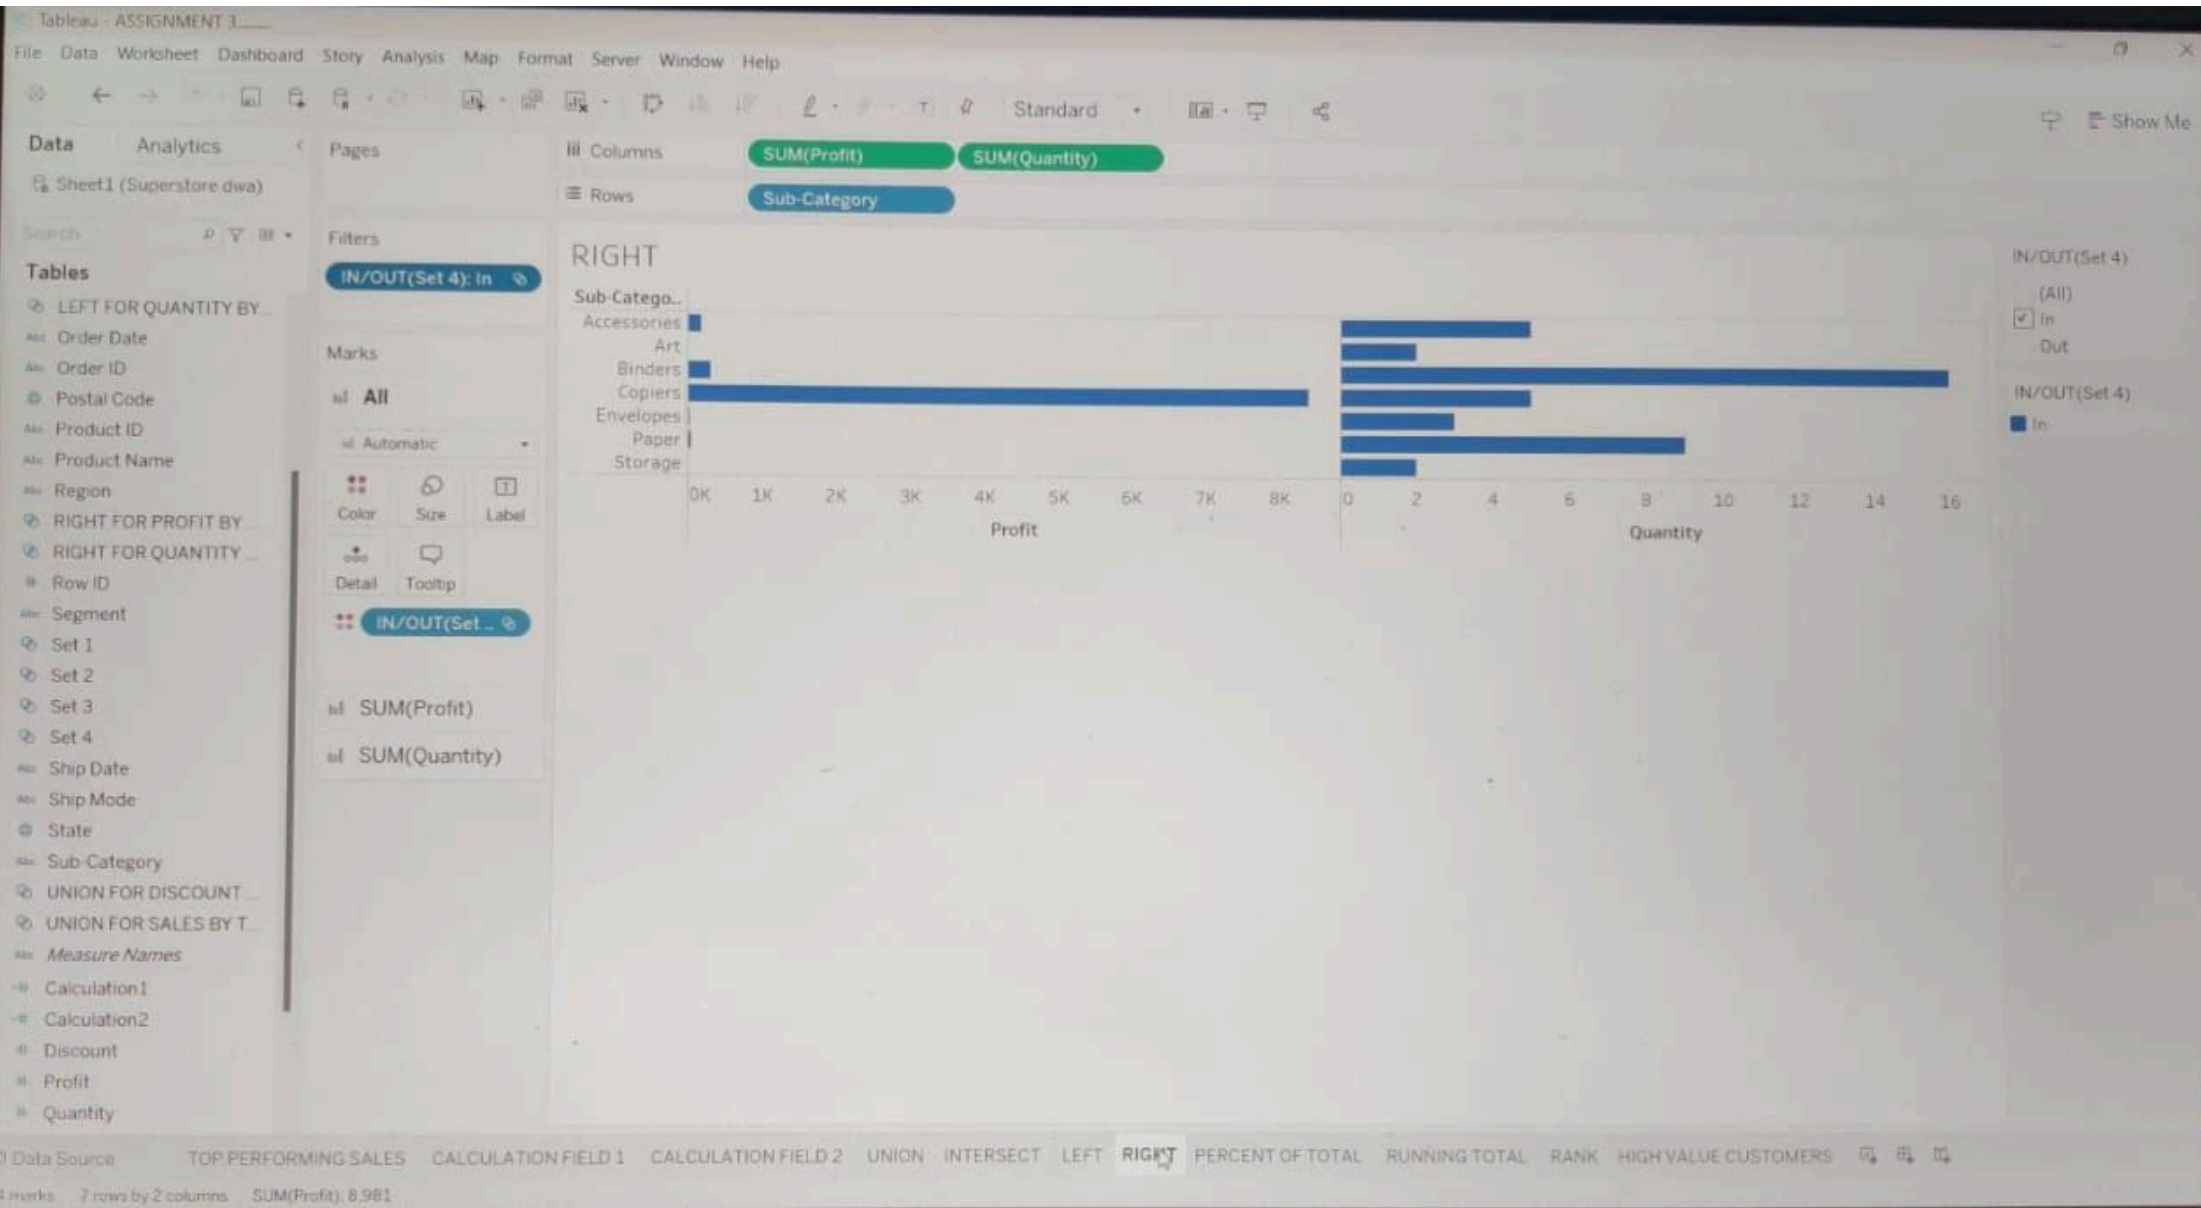 Tableau - ASSIGNMENT 3
File Data Worksheet Dashboard Story Analysis Map Format Server Window Help
Standard
Show Me
Data Analytics
Pages
Columns
SUM(Profit) SUM(Quantity)
Sheet1 (Superstore dwa)
Rows
Sub-Category
Search
Filters
IN/OUT(Set 4): In
Tables
LEFT FOR QUANTITY BY...
Order Date
Order ID
Postal Code
Product ID
Product Name
Region
RIGHT FOR PROFIT BY
RIGHT FOR QUANTITY ...
Row ID
Segment
Set 1
Set 2
Set 3
Set 4
Ship Date
Ship Mode
State
Sub-Category
UNION FOR DISCOUNT ...
UNION FOR SALES BY T...
Measure Names
Calculation1
Calculation2
Discount
Profit
Quantity
Marks
All
Automatic
Color Size Label
Detail Tooltip
IN/OUT(Set ..
SUM(Profit)
SUM(Quantity)
RIGHT
Sub-Catego..
Accessories
Art
Binders
Copiers
Envelopes
Paper
Storage
0K 1K 2K 3K 4K 5K 6K 7K 8K
0 2 4 6 8 10 12 14 16
Profit
Quantity
IN/OUT(Set 4)
(All)
In
Out
IN/OUT(Set 4)
In
Data Source TOP PERFORMING SALES CALCULATION FIELD 1 CALCULATION FIELD 2 UNION INTERSECT LEFT RIGHT PERCENT OF TOTAL RUNNING TOTAL RANK HIGH VALUE CUSTOMERS
marks 7 rows by 2 columns SUM(Profit): 8,981